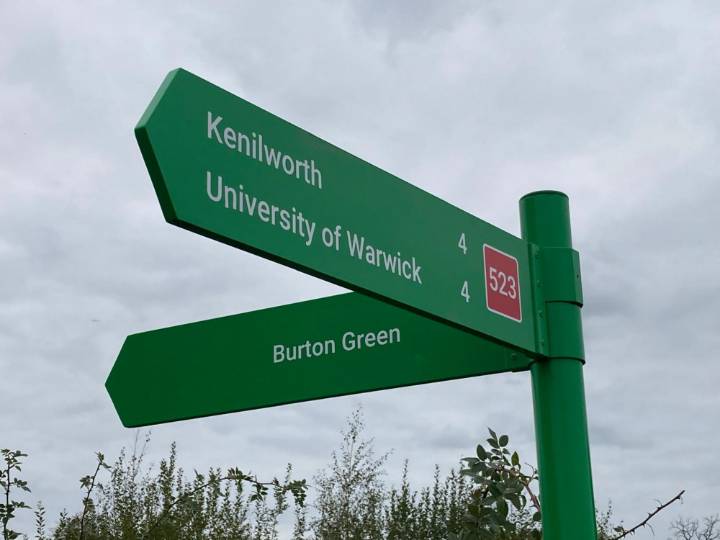 Kenilworth 4
University of Warwick 4
523
Burton Green